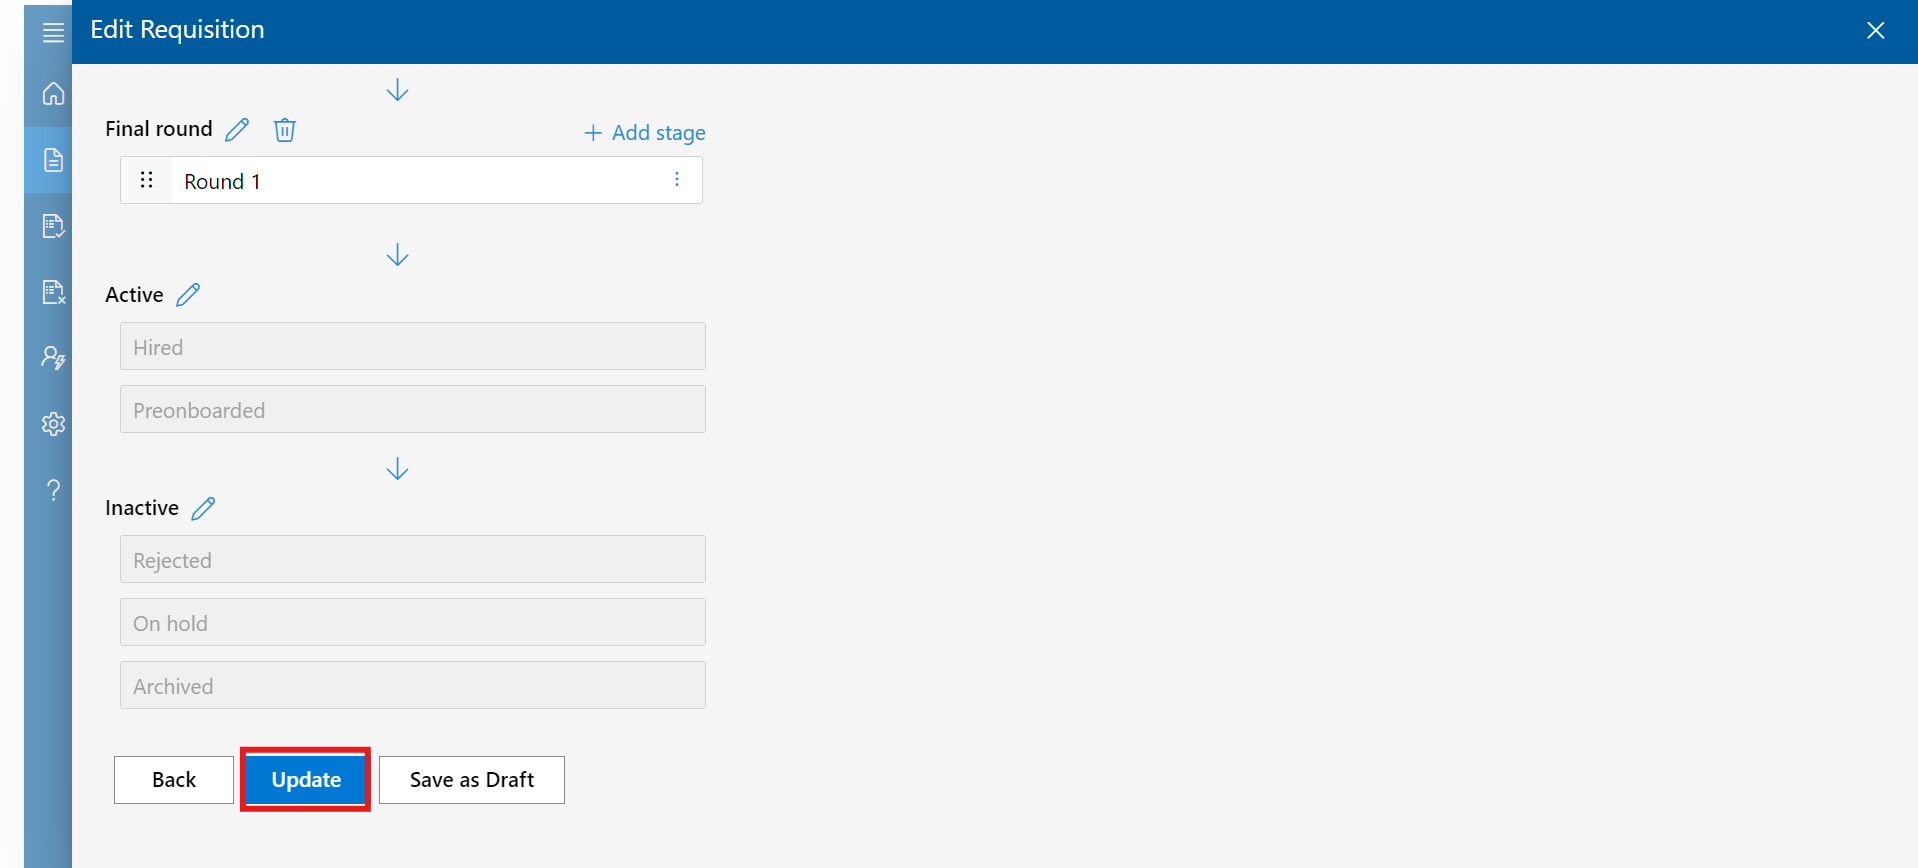 Edit Requisition
Final round
Add stage
Round 1
Active
Hired
Preonboarded
Inactive
Rejected
On hold
Archived
Back
Update
Save as Draft